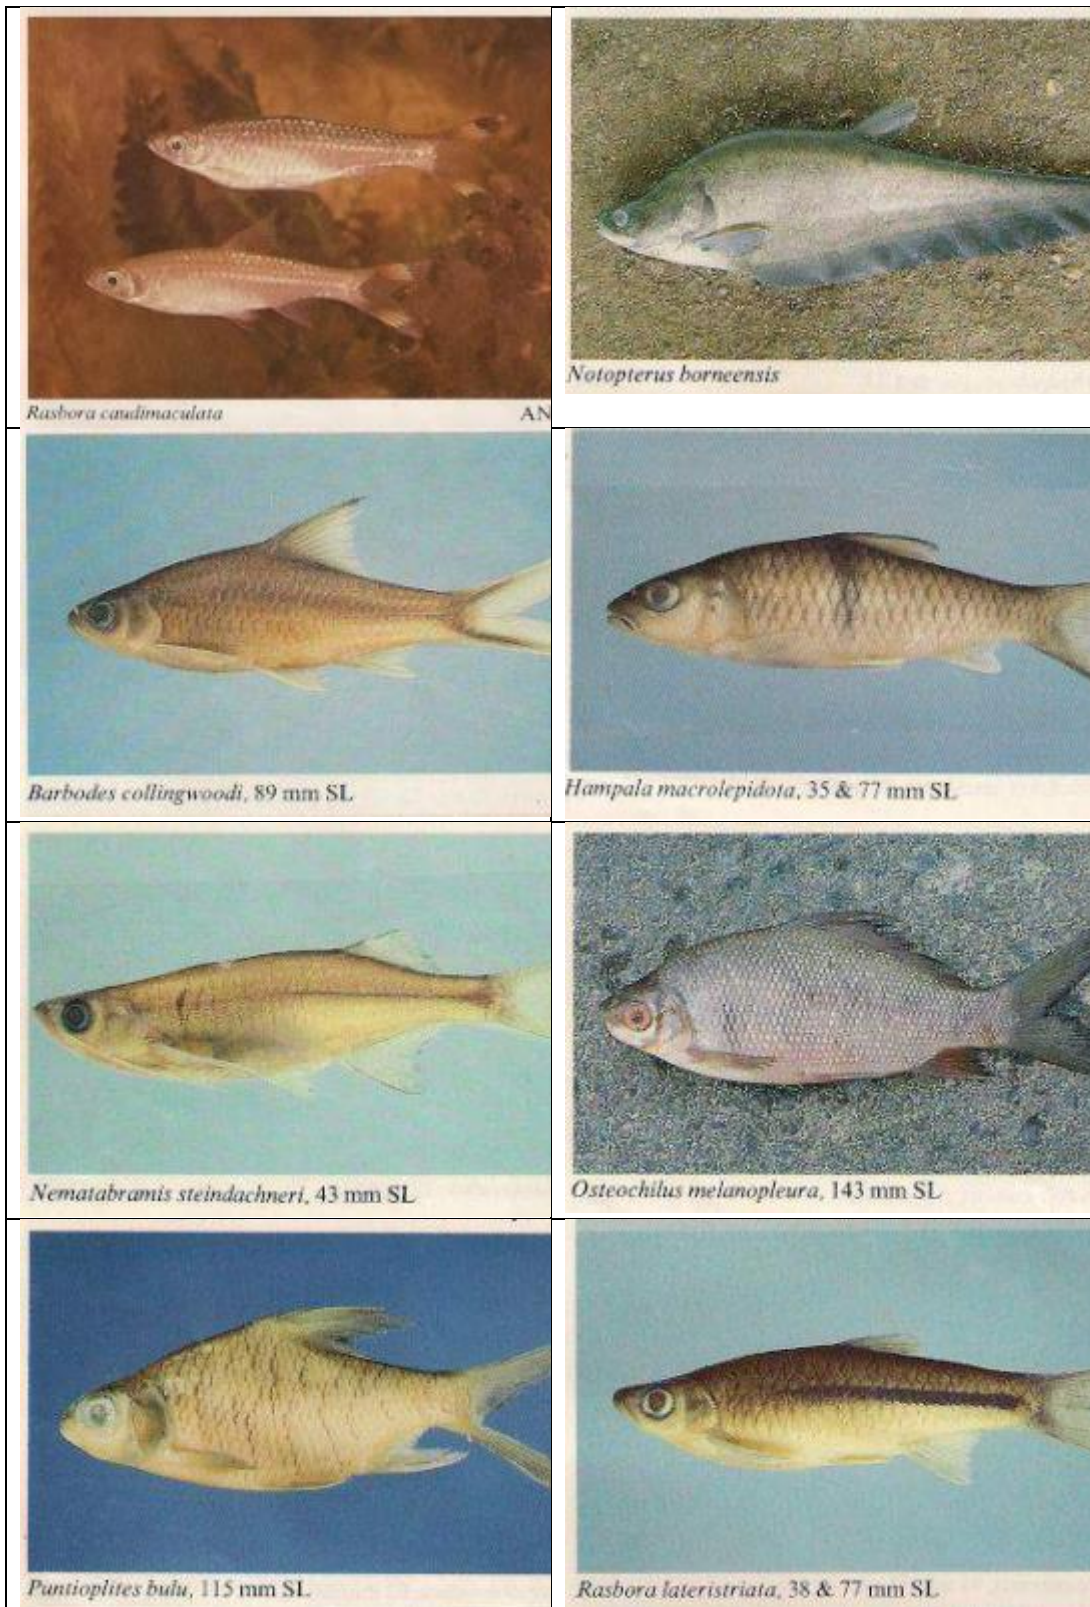 Rasbora caudimaculata AN
Notopterus borneensis
Barbodes collingwoodi, 89 mm SL
Hampala macrolepidota, 35 & 77 mm SL
Nematabramis steindachneri, 43 mm SL
Osteochilus melanopleura, 143 mm SL
Puntioplites bulu, 115 mm SL
Rasbora lateristriata, 38 & 77 mm SL